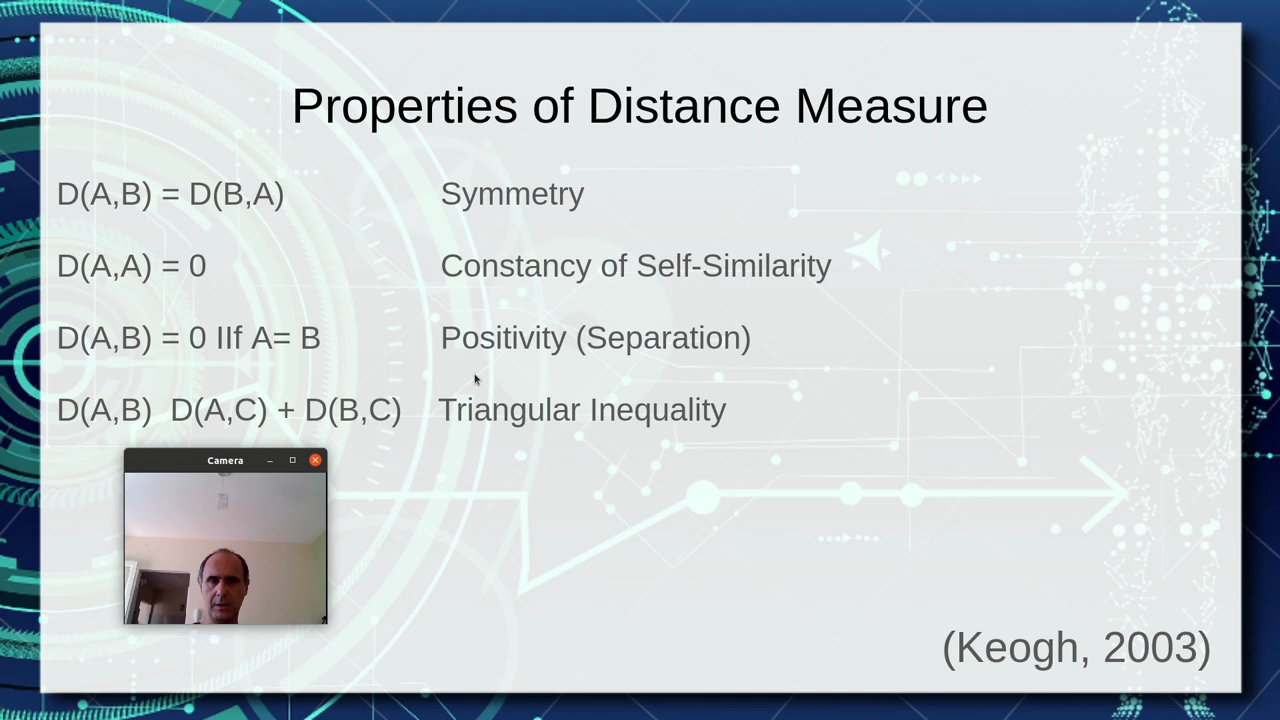 Properties of Distance Measure
D(A,B) = D(B,A) Symmetry
D(A,A) = 0 Constancy of Self-Similarity
D(A,B) = 0 IIf A= B Positivity (Separation)
D(A,B) D(A,C) + D(B,C) Triangular Inequality
Camera
(Keogh, 2003)